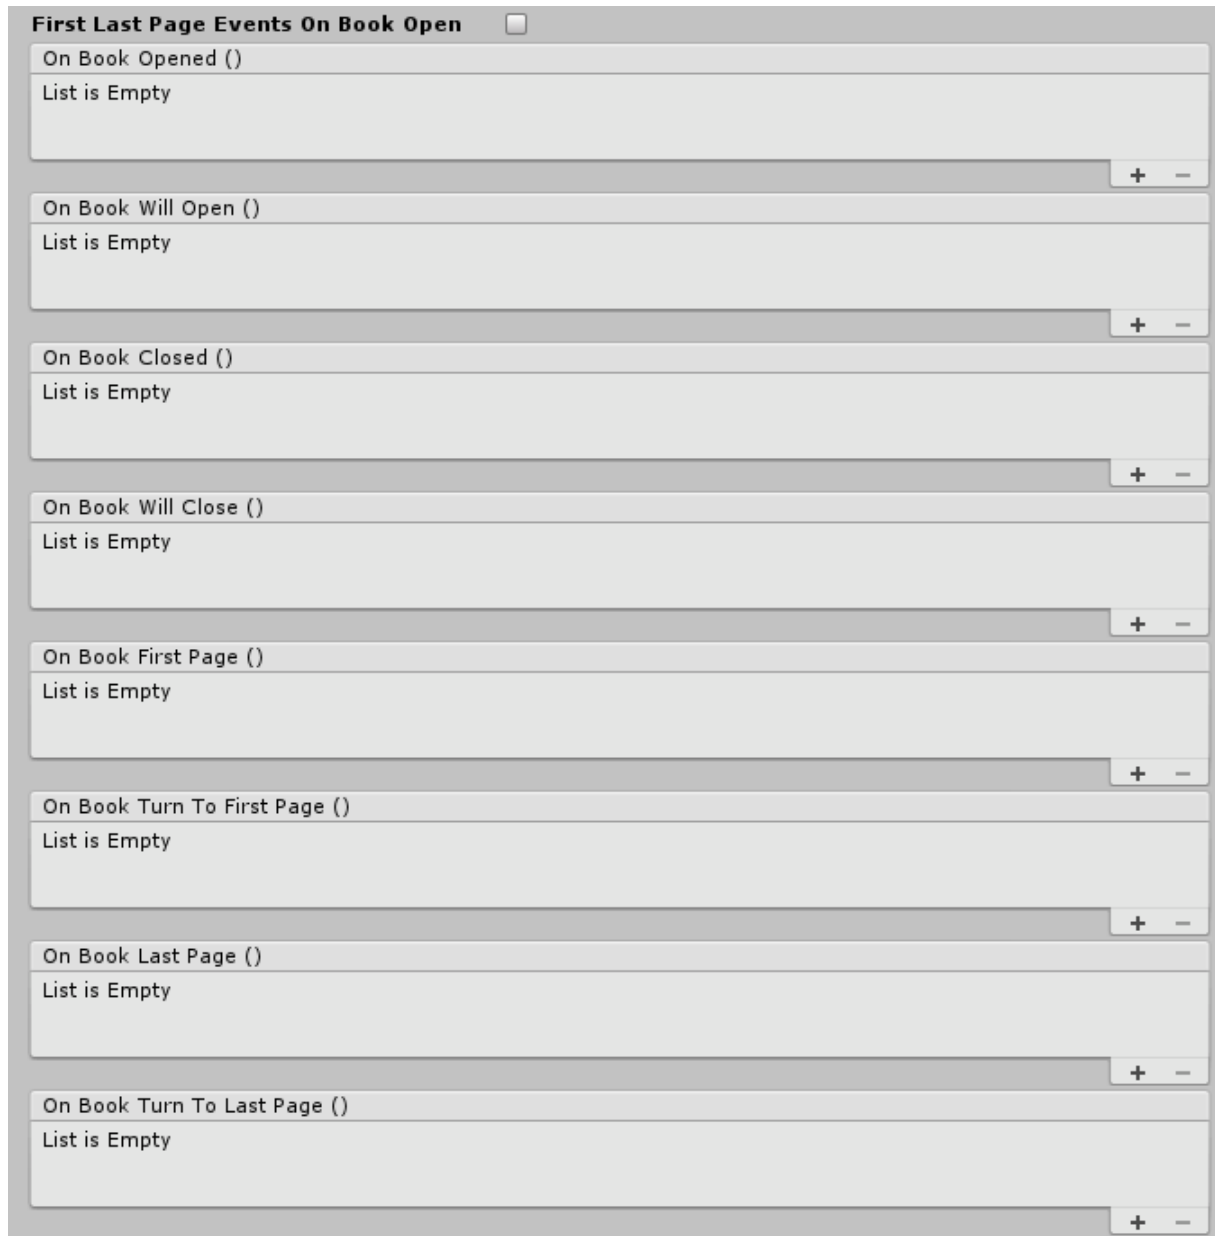 First Last Page Events On Book Open
On Book Opened ()
List is Empty
+ −
On Book Will Open ()
List is Empty
+ −
On Book Closed ()
List is Empty
+ −
On Book Will Close ()
List is Empty
+ −
On Book First Page ()
List is Empty
+ −
On Book Turn To First Page ()
List is Empty
+ −
On Book Last Page ()
List is Empty
+ −
On Book Turn To Last Page ()
List is Empty
+ −